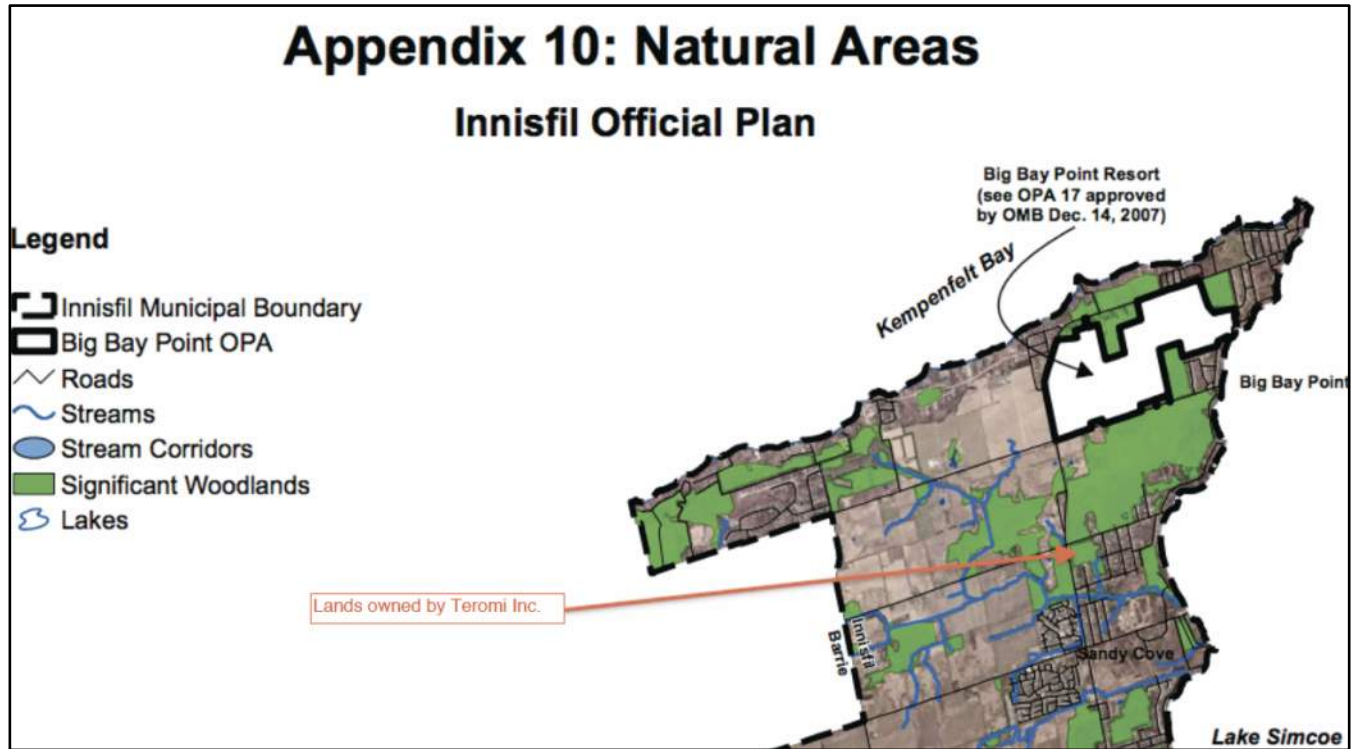 Appendix 10: Natural Areas
Innisfil Official Plan
Big Bay Point Resort
(see OPA 17 approved
by OMB Dec. 14, 2007)
Legend
Innisfil Municipal Boundary
Big Bay Point OPA
Roads
Streams
Stream Corridors
Significant Woodlands
Lakes
Kempenfelt Bay
Big Bay Point
Lands owned by Teromi Inc.
Innisfil
Barrie
Sandy Cove
Lake Simcoe